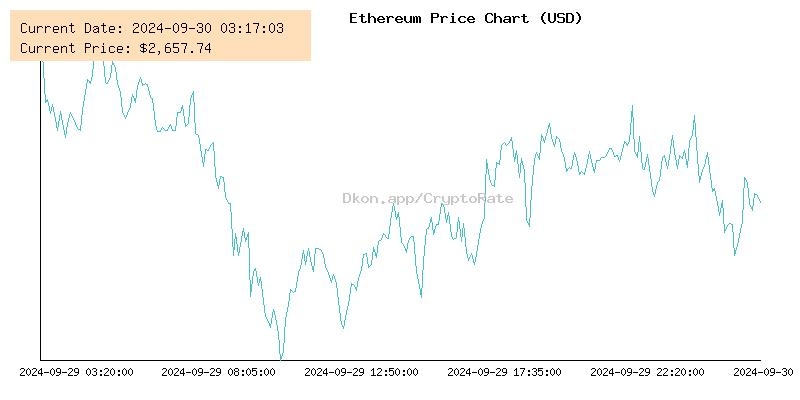 Ethereum Price Chart (USD)
Current Date: 2024-09-30 03:17:03
Current Price: $2,657.74
Dkon.app/CryptoRate
2024-09-29 03:20:00 2024-09-29 08:05:00 2024-09-29 12:50:00 2024-09-29 17:35:00 2024-09-29 22:20:00 2024-09-30